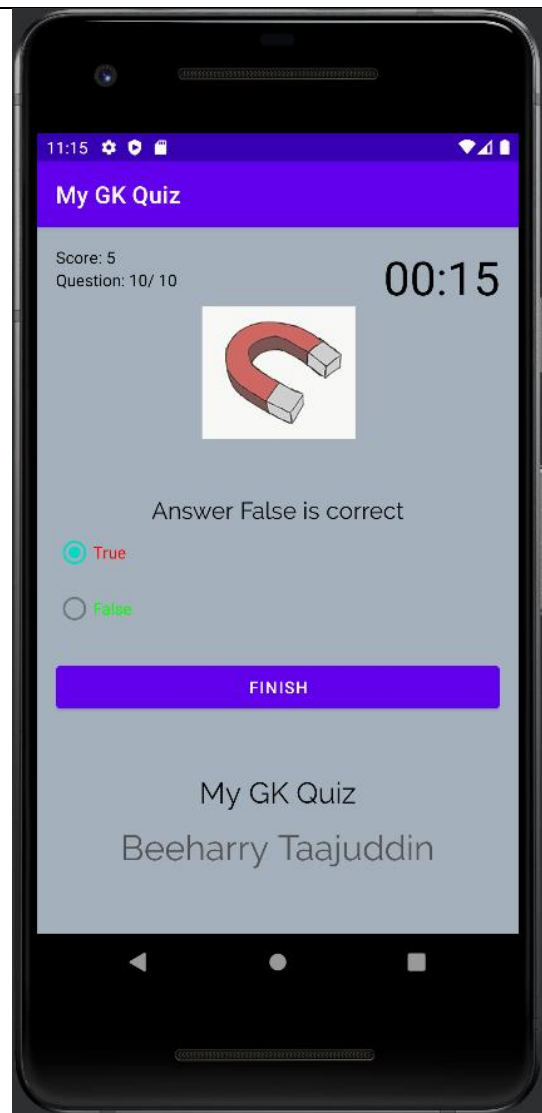 11:15
My GK Quiz
Score: 5
Question: 10/ 10
00:15
Answer False is correct
True
False
FINISH
My GK Quiz
Beeharry Taajuddin